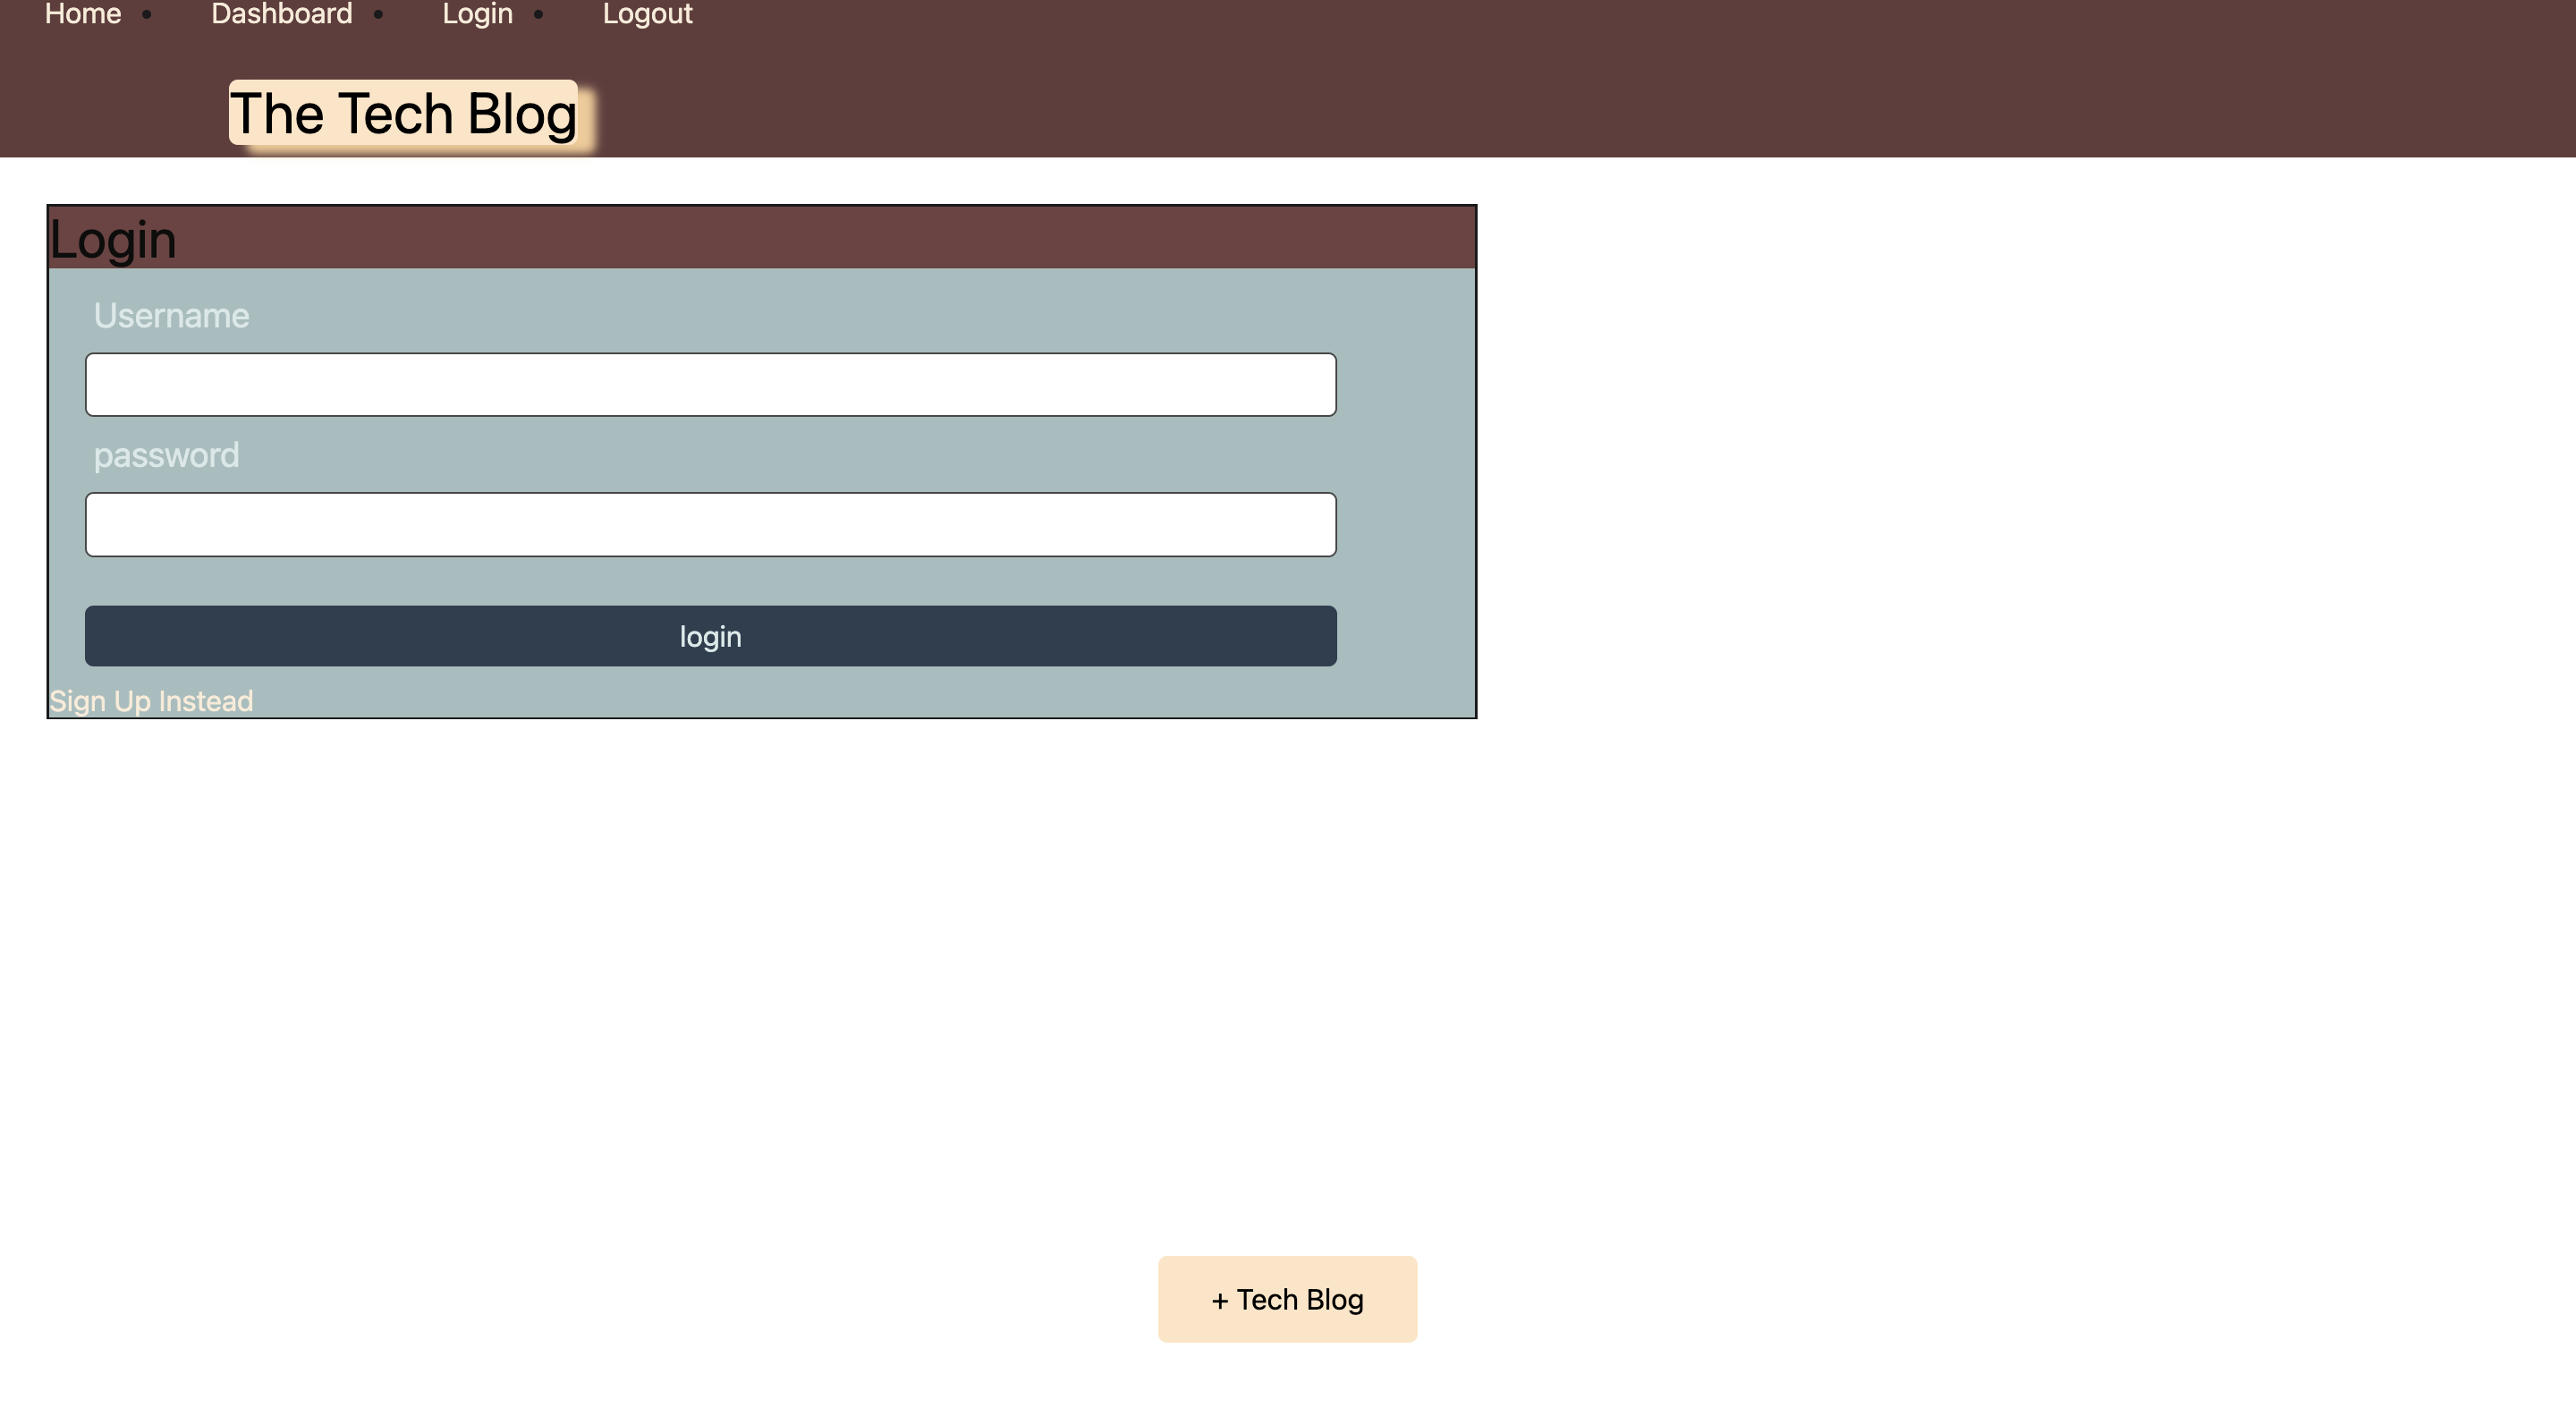 Home • Dashboard • Login • Logout
The Tech Blog
Login
Username
password
login
Sign Up Instead
+ Tech Blog